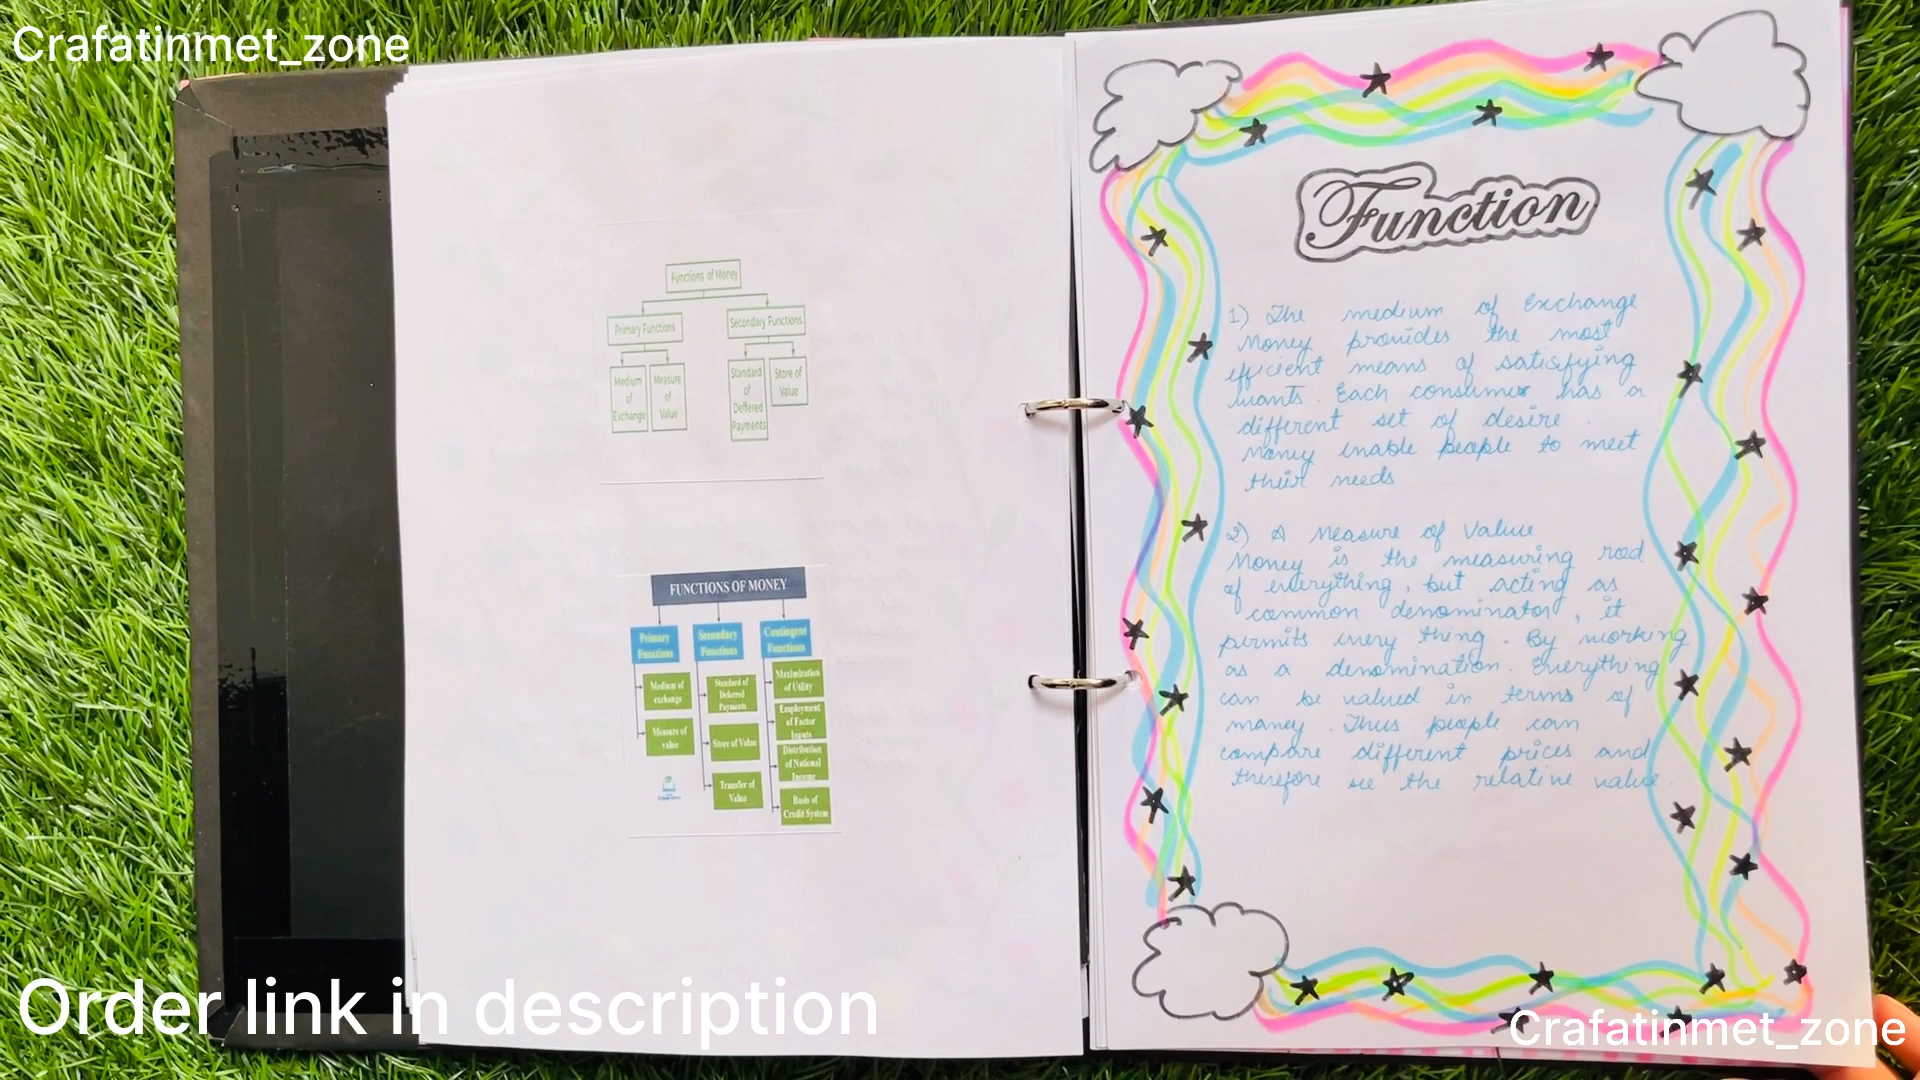 Crafatinmet_zone
Functions of Money
Primary Functions
Secondary Functions
Medium of Exchange
Measure of Value
Standard of Deffered Payments
Store of Value
FUNCTIONS OF MONEY
Primary Functions
Secondary Functions
Contingent Functions
Medium of exchange
Measure of value
Standard of Deferred Payments
Store of Value
Transfer of Value
Maximization of Utility
Employment of Factor Inputs
Distribution of National Income
Basis of Credit System
Function
1) The medium of Exchange
Money provides the most
efficient means of satisfying
wants. Each consumer has a
different set of desire.
Money enable people to meet
their needs
2) A Measure of Value
Money is the measuring rod
of everything, but acting as
common denominator, it
permits every thing. By working
as a denomination. Everything
can be valued in terms of
money. Thus people can
compare different prices and
therefore see the relative value.
Order link in description
Crafatinmet_zone